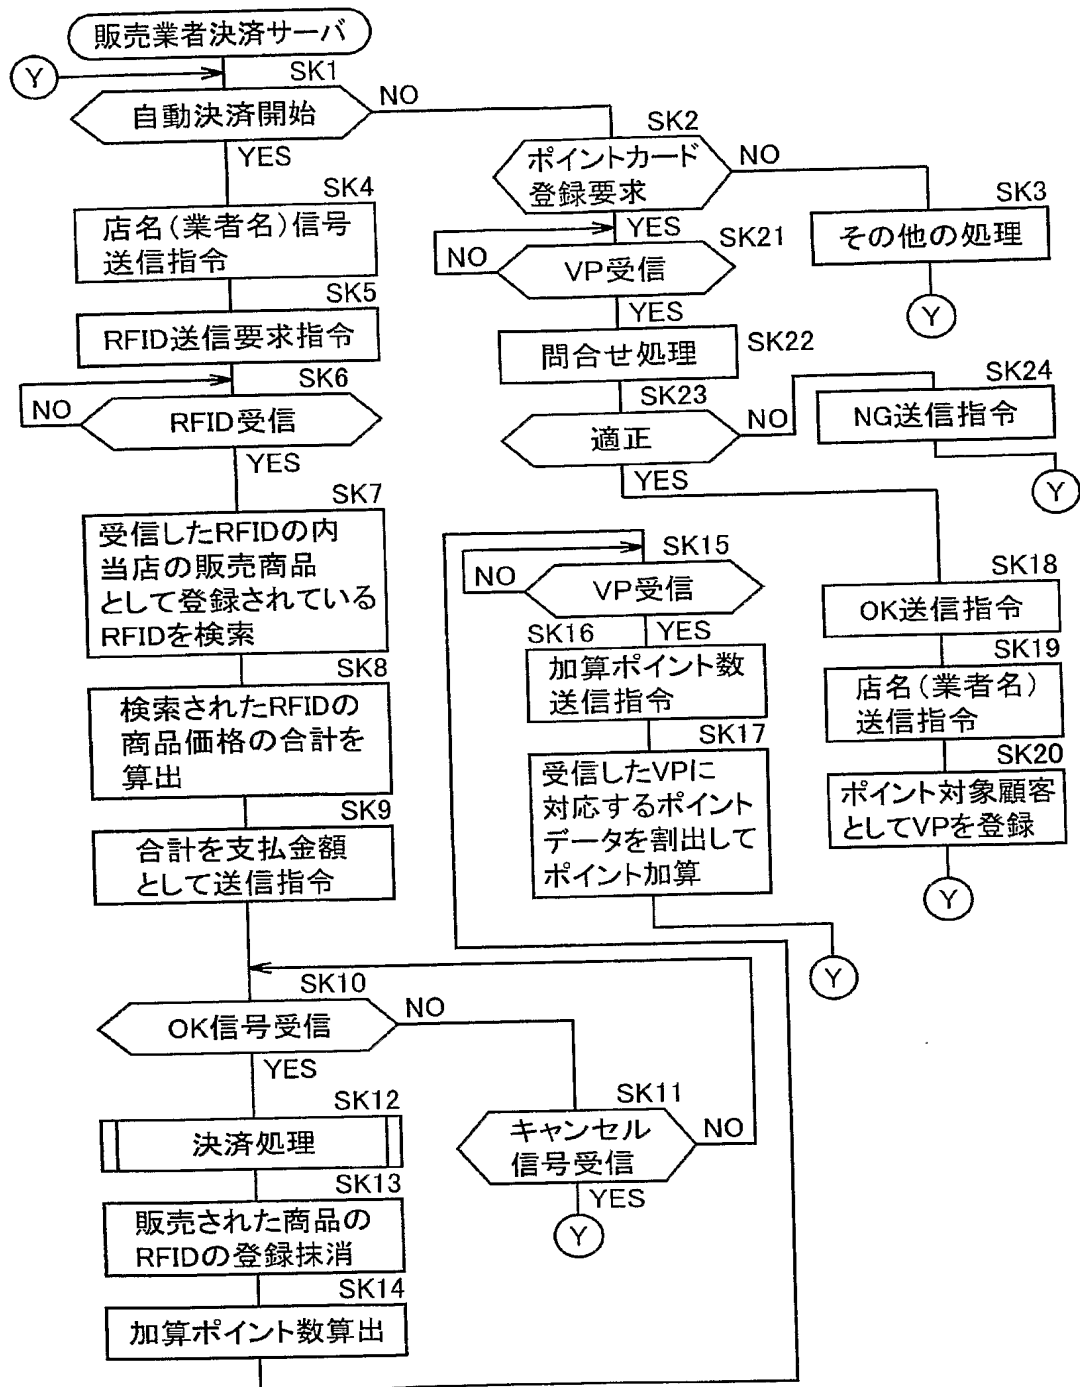 販売業者決済サーバ
Y
SK1
自動決済開始
NO
YES
SK2
ポイントカード
登録要求
NO
YES
SK3
その他の処理
Y
SK4
店名(業者名)信号
送信指令
SK5
RFID送信要求指令
SK6
NO
RFID受信
YES
SK21
NO
VP受信
YES
問合せ処理
SK22
SK23
適正
NO
YES
SK24
NG送信指令
Y
SK7
受信したRFIDの内
当店の販売商品
として登録されている
RFIDを検索
SK8
検索されたRFIDの
商品価格の合計を
算出
SK9
合計を支払金額
として送信指令
SK15
NO
VP受信
YES
SK16
加算ポイント数
送信指令
SK17
受信したVPに
対応するポイント
データを割出して
ポイント加算
Y
SK18
OK送信指令
SK19
店名(業者名)
送信指令
SK20
ポイント対象顧客
としてVPを登録
Y
SK10
OK信号受信
NO
YES
SK11
キャンセル
信号受信
NO
YES
Y
SK12
決済処理
SK13
販売された商品の
RFIDの登録抹消
SK14
加算ポイント数算出